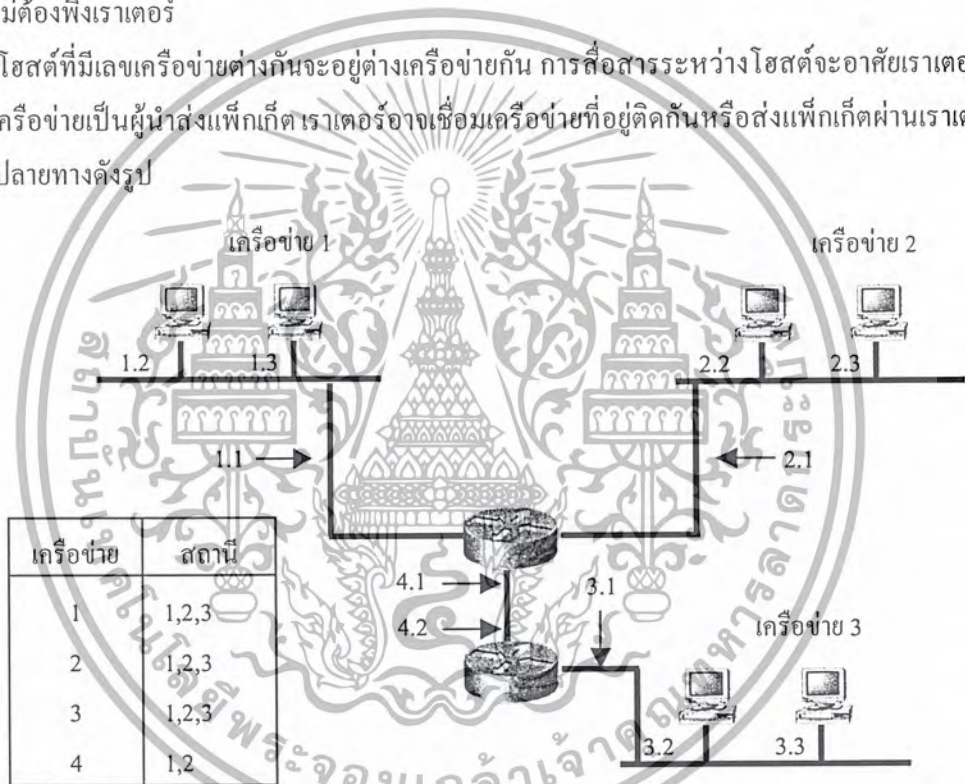 ม่ต้องพึ่งเราเตอร์
โฮสต์ที่มีเลขเครือข่ายต่างกันจะอยู่ต่างเครือข่ายกัน การสื่อสารระหว่างโฮสต์จะอาศัยเราเตอ
ครือข่ายเป็นผู้นำส่งแพ็กเก็ต เราเตอร์อาจเชื่อมเครือข่ายที่อยู่ติดกันหรือส่งแพ็กเก็ตผ่านเราเต
ปลายทางดังรูป
เครือข่าย 1
เครือข่าย 2
1.2
1.3
2.2
2.3
1.1
2.1
4.1
3.1
4.2
เครือข่าย 3
3.2
3.3
เครือข่าย สถานี
1 1,2,3
2 1,2,3
3 1,2,3
4 1,2